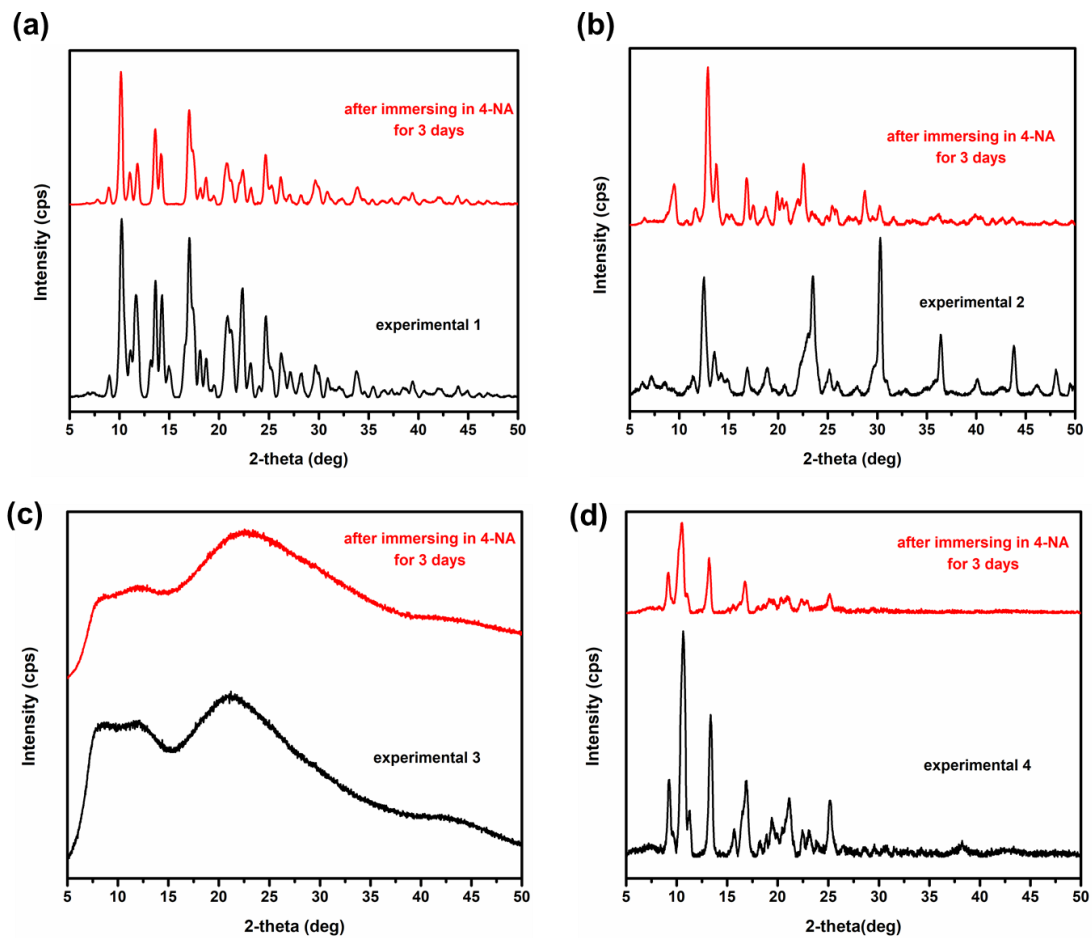 (a)
after immersing in 4-NA
for 3 days
experimental 1
Intensity (cps)
5 10 15 20 25 30 35 40 45 50
2-theta (deg)
(b)
after immersing in 4-NA
for 3 days
experimental 2
Intensity (cps)
5 10 15 20 25 30 35 40 45 50
2-theta (deg)
(c)
after immersing in 4-NA
for 3 days
experimental 3
Intensity (cps)
5 10 15 20 25 30 35 40 45 50
2-theta (deg)
(d)
after immersing in 4-NA
for 3 days
experimental 4
Intensity (cps)
5 10 15 20 25 30 35 40 45 50
2-theta(deg)